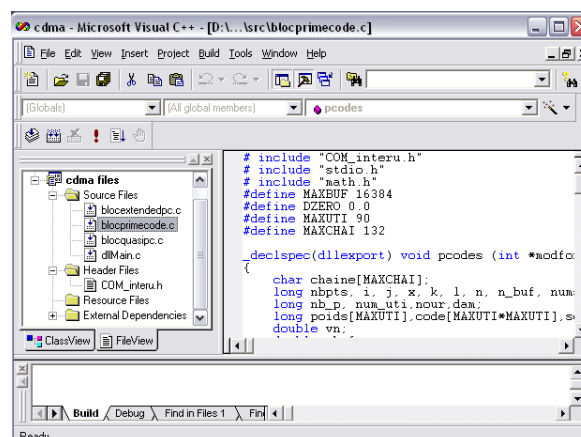 cdma - Microsoft Visual C++ - [D:\...\src\blocprimecode.c]
File Edit View Insert Project Build Tools Window Help
(Globals) (All global members) pcodes
cdma files
Source Files
blocextendedpc.c
blocprimecode.c
blocquasipc.c
dllMain.c
Header Files
COM_interu.h
Resource Files
External Dependencies
ClassView FileView
# include "COM_interu.h"
# include "stdio.h"
# include "math.h"
#define MAXBUF 16384
#define DZERO 0.0
#define MAXUTI 90
#define MAXCHAI 132
_declspec(dllexport) void pcodes (int *modfor
{
char chaine[MAXCHAI];
long nbpts, i, j, x, k, l, n, n_buf, num
long nb_p, num_uti,nour,dam;
long poids[MAXUTI],code[MAXUTI*MAXUTI],s
double vn;
Build Debug Find in Files 1 Fin
Ready